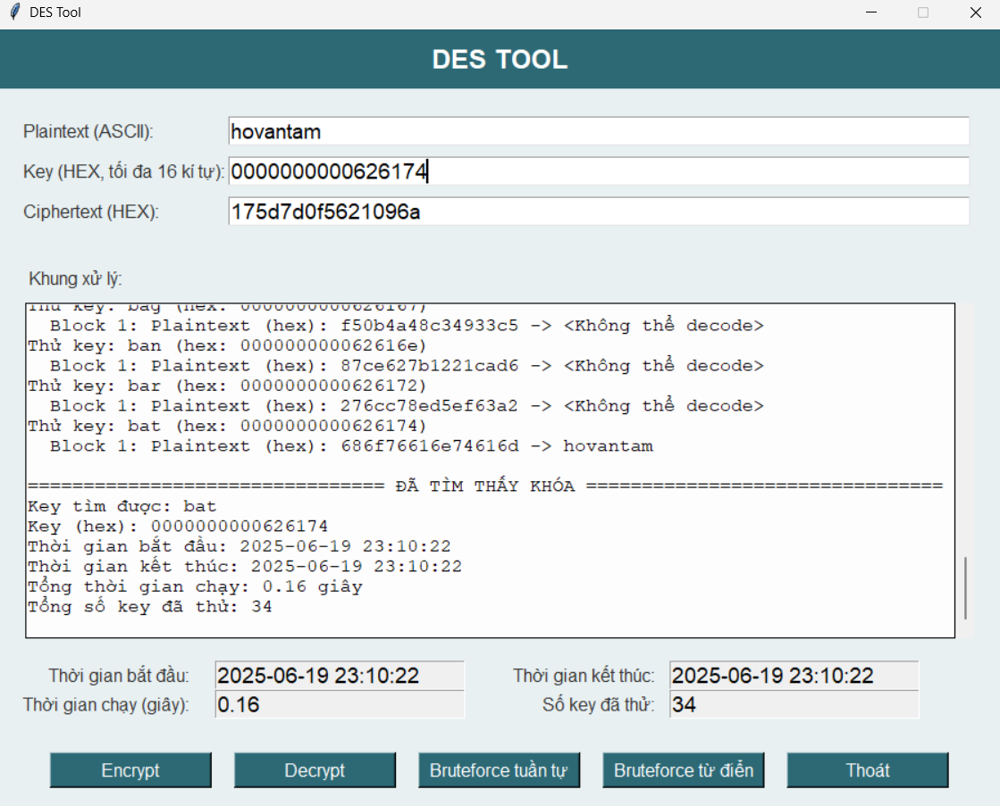 DES Tool
DES TOOL
Plaintext (ASCII): hovantam
Key (HEX, tối đa 16 kí tự): 0000000000626174
Ciphertext (HEX): 175d7d0f5621096a
Khung xử lý:
Thử key: bag (hex: 0000000000626167)
Block 1: Plaintext (hex): f50b4a48c34933c5 -> <Không thể decode>
Thử key: ban (hex: 000000000062616e)
Block 1: Plaintext (hex): 87ce627b1221cad6 -> <Không thể decode>
Thử key: bar (hex: 0000000000626172)
Block 1: Plaintext (hex): 276cc78ed5ef63a2 -> <Không thể decode>
Thử key: bat (hex: 0000000000626174)
Block 1: Plaintext (hex): 686f76616e74616d -> hovantam
================================ ĐÃ TÌM THẤY KHÓA ================================
Key tìm được: bat
Key (hex): 0000000000626174
Thời gian bắt đầu: 2025-06-19 23:10:22
Thời gian kết thúc: 2025-06-19 23:10:22
Tổng thời gian chạy: 0.16 giây
Tổng số key đã thử: 34
Thời gian bắt đầu: 2025-06-19 23:10:22 Thời gian kết thúc: 2025-06-19 23:10:22
Thời gian chạy (giây): 0.16 Số key đã thử: 34
Encrypt Decrypt Bruteforce tuần tự Bruteforce từ điển Thoát